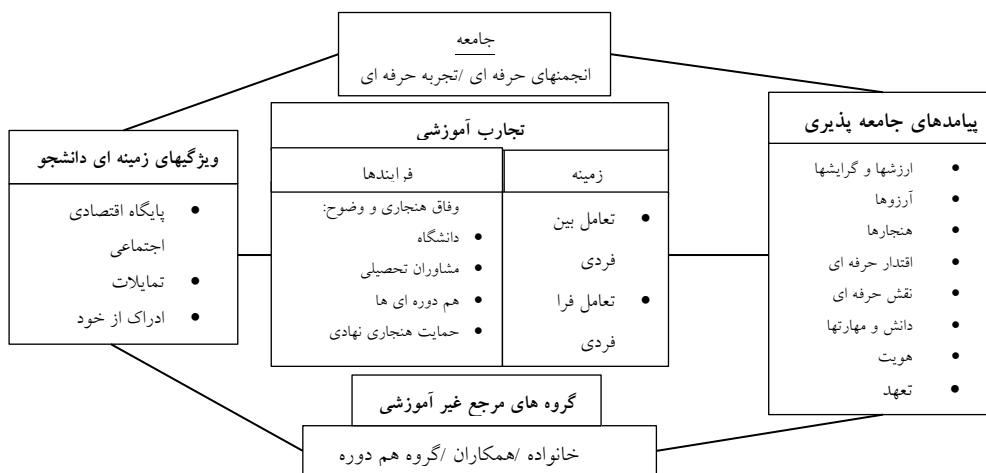 جامعه
انجمنهای حرفه ای /تجربه حرفه ای
پیامدهای جامعه پذیری
ارزشها و گرایشها
آرزوها
هنجارها
اقتدار حرفه ای
نقش حرفه ای
دانش و مهارتها
هویت
تعهد
تجارب آموزشی
زمینه
تعامل بین
فردی
تعامل فرا
فردی
فرایندها
وفاق هنجاری و وضوح:
دانشگاه
مشاوران تحصیلی
هم دوره ای ها
حمایت هنجاری نهادی
ویژگیهای زمینه ای دانشجو
پایگاه اقتصادی
اجتماعی
تمایلات
ادراک از خود
گروه های مرجع غیر آموزشی
خانواده /همکاران /گروه هم دوره